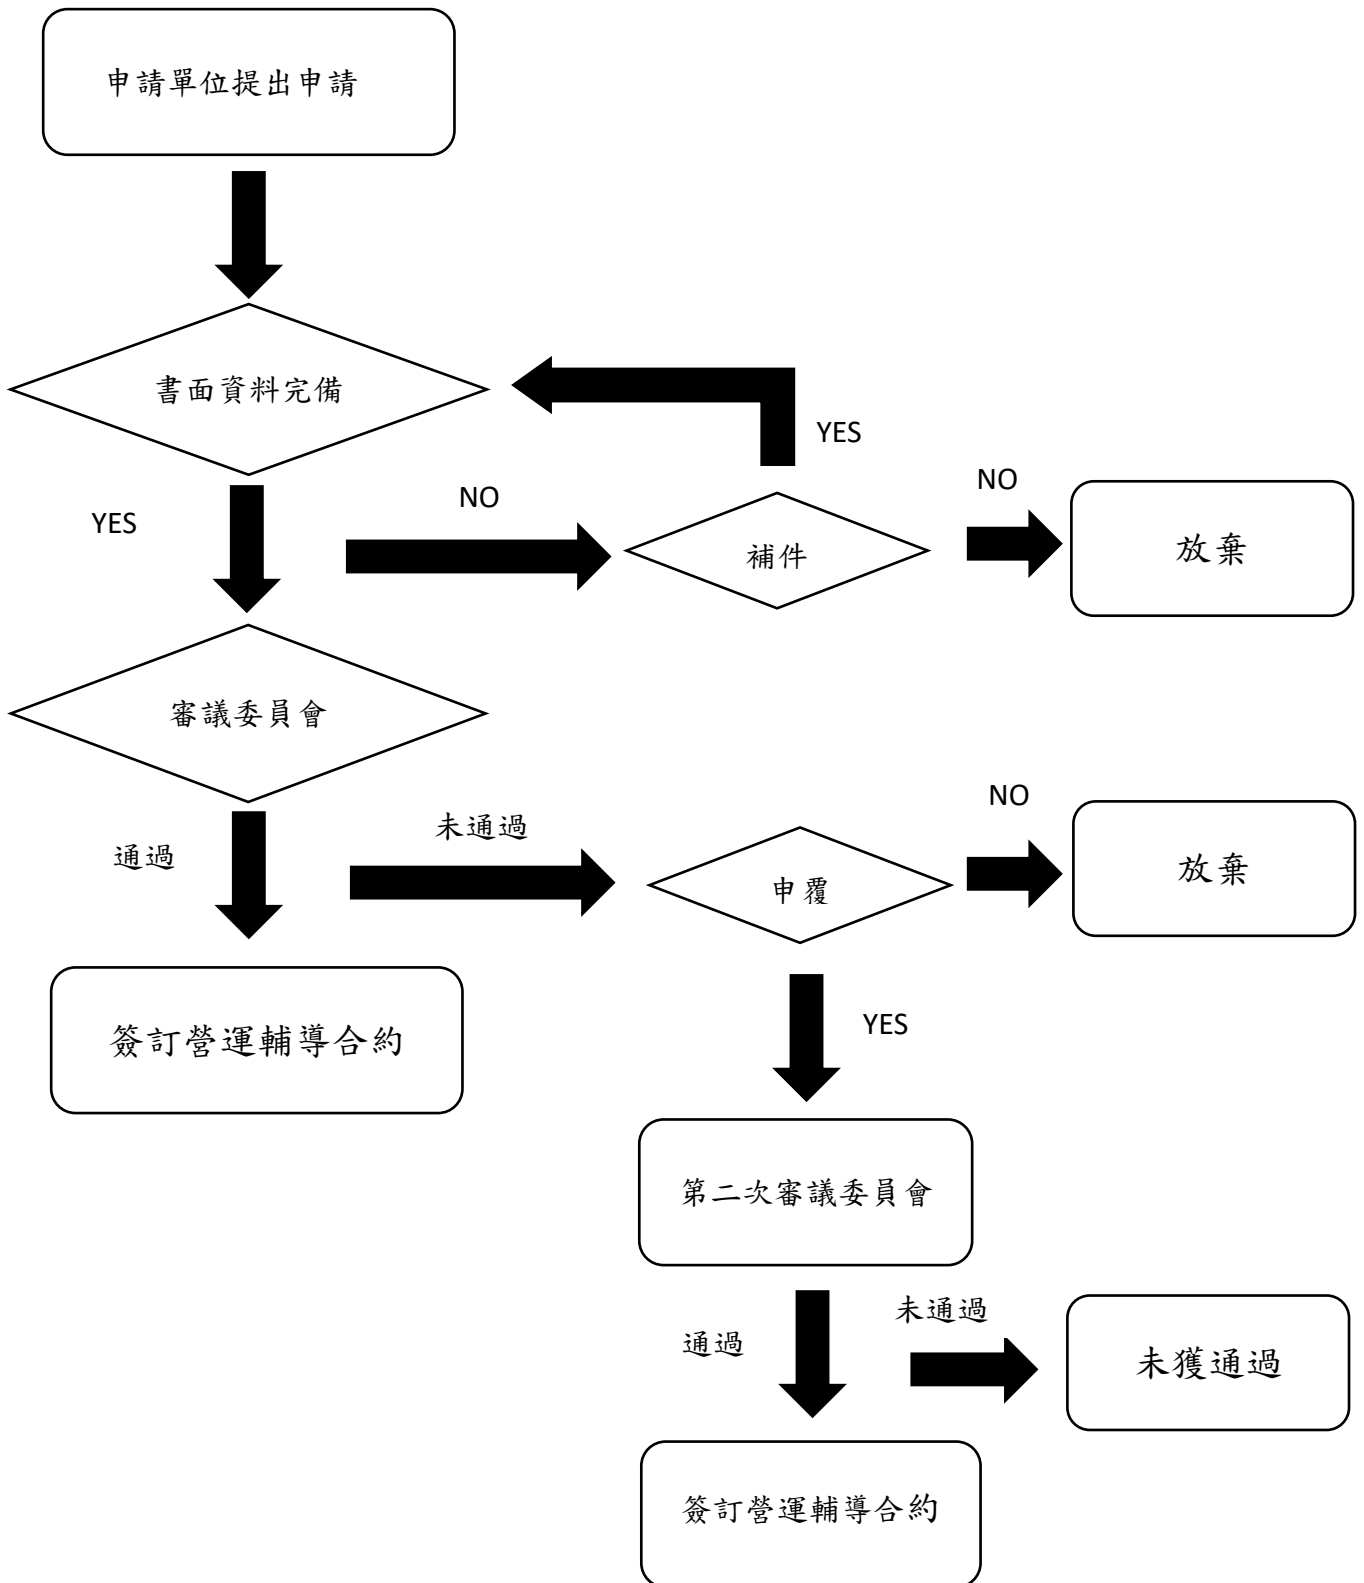 申請單位提出申請
書面資料完備
YES
NO
YES
NO
補件
放棄
審議委員會
NO
未通過
通過
申覆
放棄
簽訂營運輔導合約
YES
第二次審議委員會
未通過
通過
未獲通過
簽訂營運輔導合約